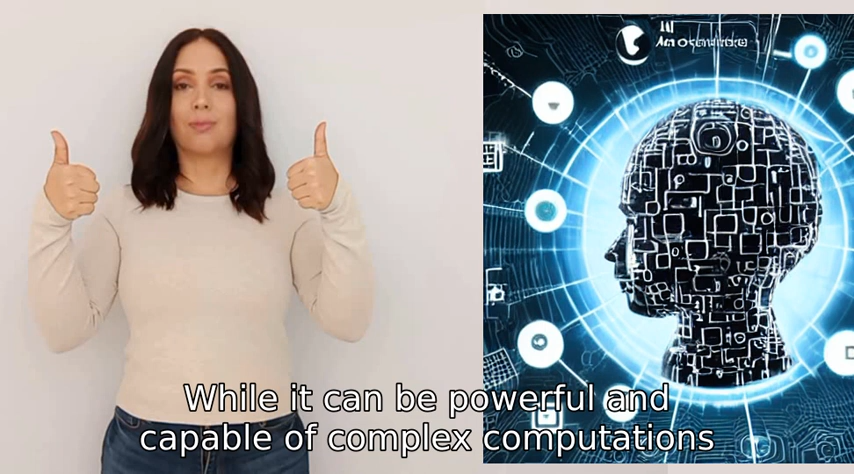 While it can be powerful and
capable of complex computations